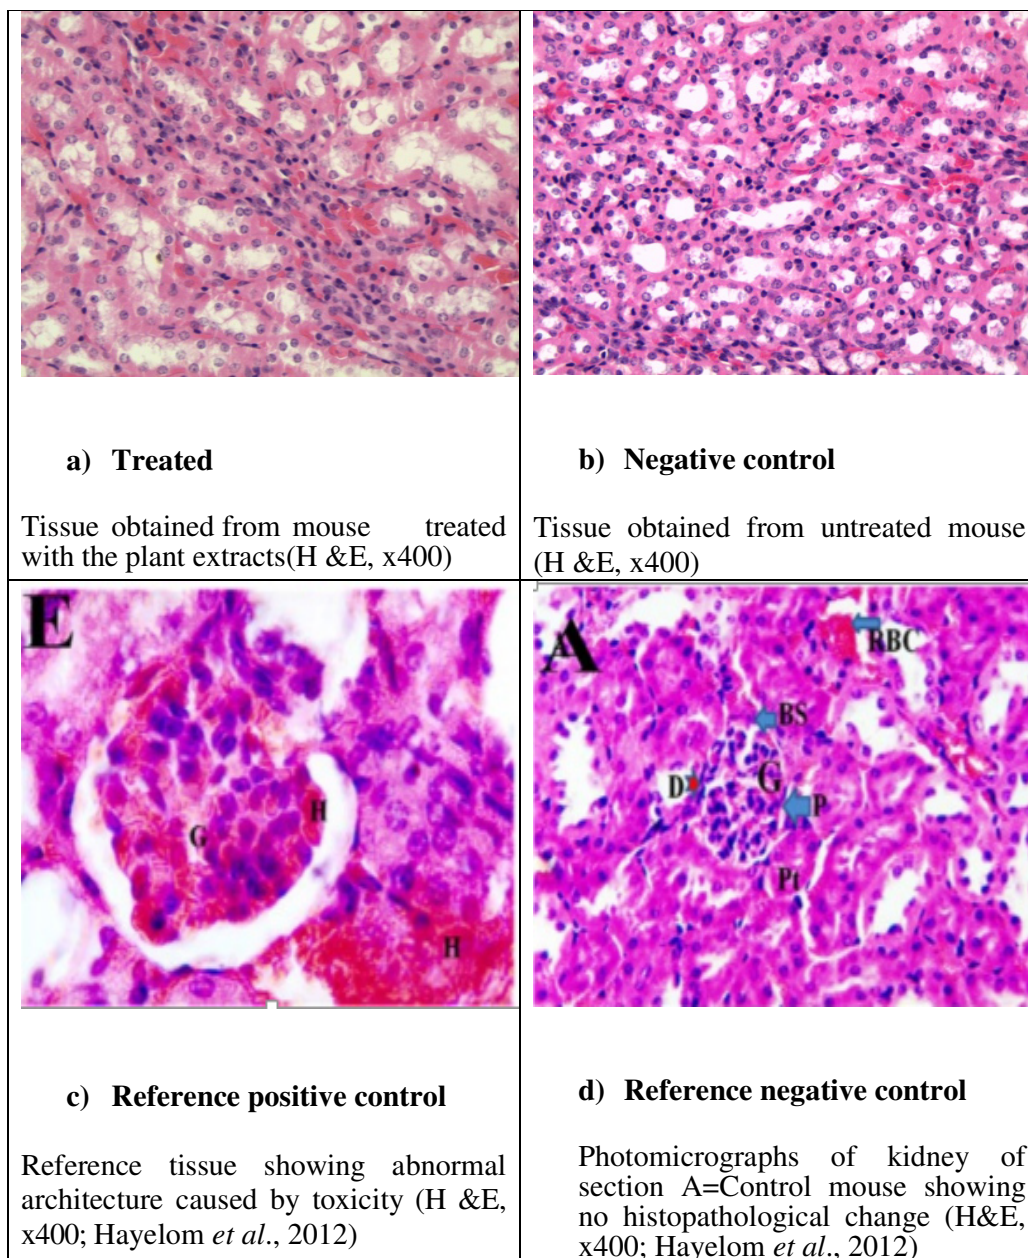 a) Treated
Tissue obtained from mouse treated
with the plant extracts(H &E, x400)
b) Negative control
Tissue obtained from untreated mouse
(H &E, x400)
E
G
H
H
c) Reference positive control
Reference tissue showing abnormal
architecture caused by toxicity (H &E,
x400; Hayelom et al., 2012)
A
RBC
BS
D
G
P
Pt
d) Reference negative control
Photomicrographs of kidney of
section A=Control mouse showing
no histopathological change (H&E,
x400; Hayelom et al., 2012)